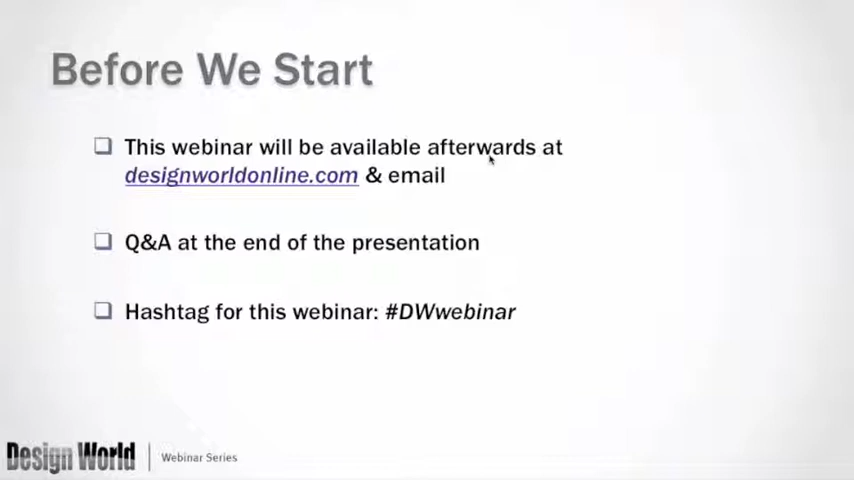 Before We Start
This webinar will be available afterwards at
designworldonline.com & email
Q&A at the end of the presentation
Hashtag for this webinar: #DWwebinar
Design World | Webinar Series